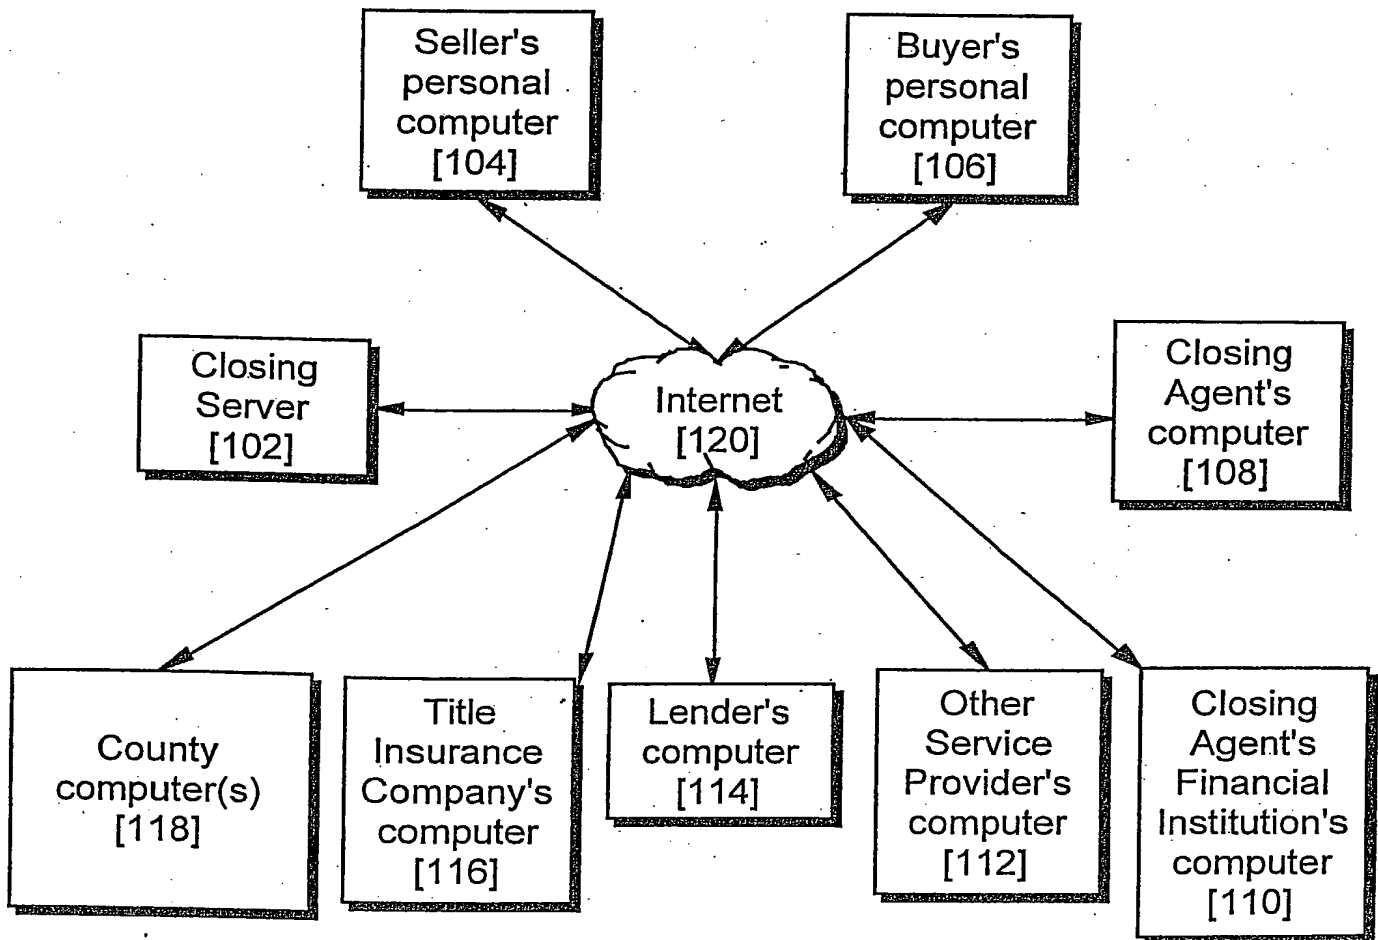 Seller's
personal
computer
[104]
Buyer's
personal
computer
[106]
Closing
Server
[102]
Internet
[120]
Closing
Agent's
computer
[108]
County
computer(s)
[118]
Title
Insurance
Company's
computer
[116]
Lender's
computer
[114]
Other
Service
Provider's
computer
[112]
Closing
Agent's
Financial
Institution's
computer
[110]